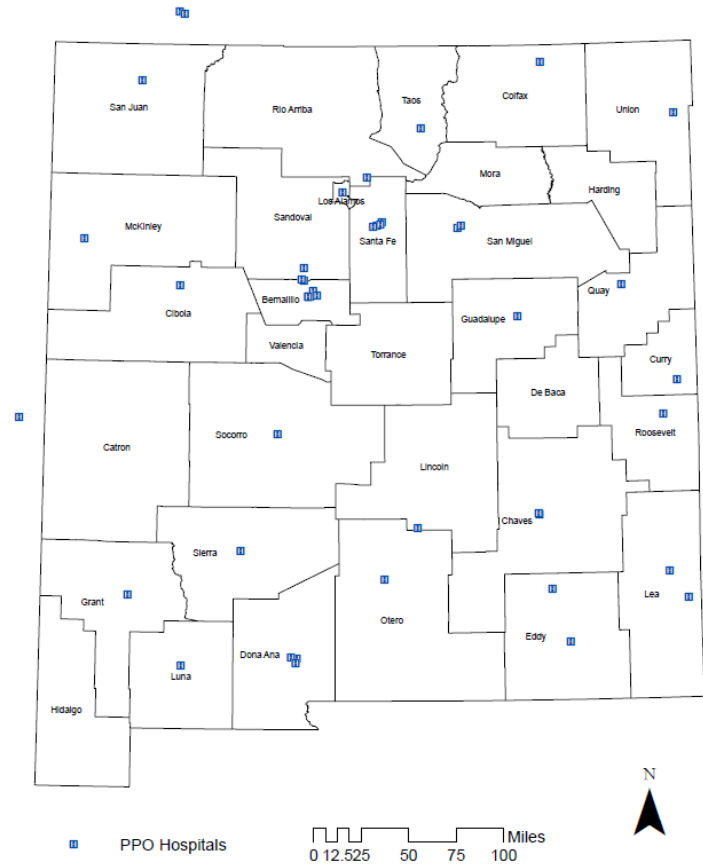 San Juan
Rio Arriba
Taos
Colfax
Union
Mora
Harding
Los Alamos
McKinley
Sandoval
Santa Fe
San Miguel
Quay
Cibola
Bernalillo
Guadalupe
Valencia
Torrance
Curry
De Baca
Catron
Socorro
Lincoln
Roosevelt
Chaves
Sierra
Grant
Otero
Lea
Eddy
Dona Ana
Luna
Hidalgo
N
PPO Hospitals
Miles
0 12.525 50 75 100